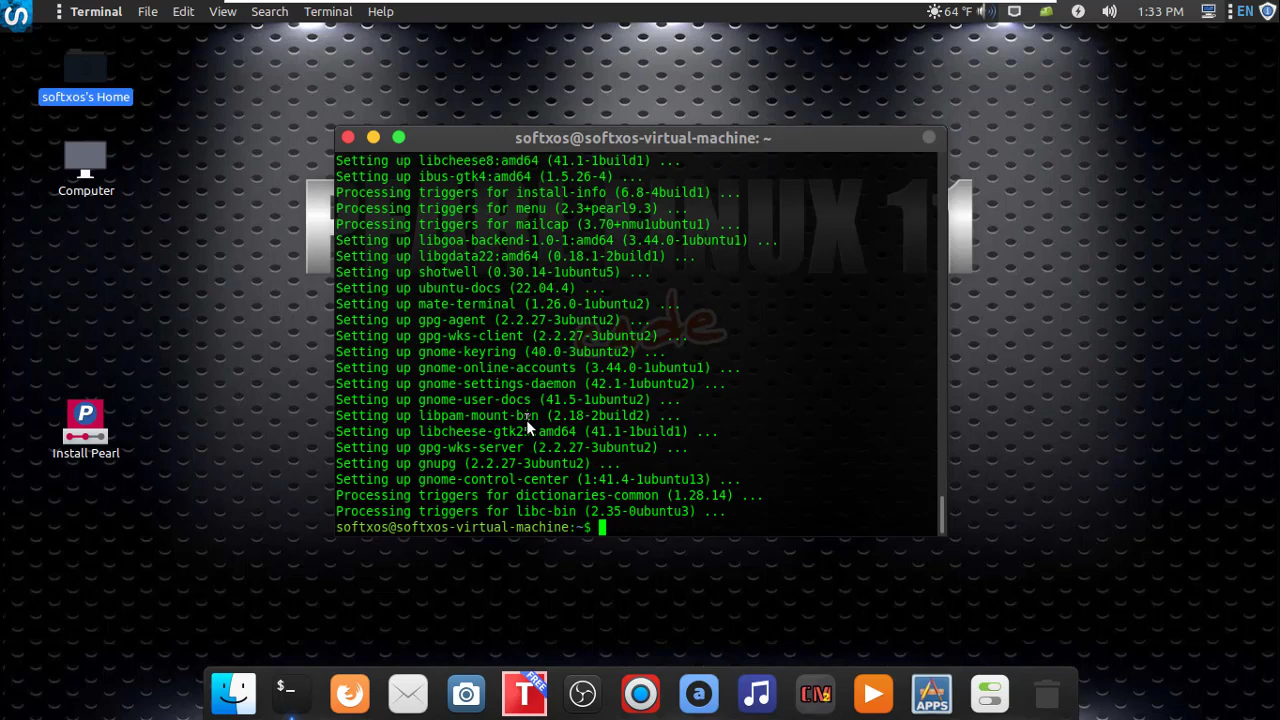 Terminal File Edit View Search Terminal Help 64 °F 1:33 PM EN
softxos's Home
Computer
Install Pearl
P
softxos@softxos-virtual-machine: ~
Setting up libcheese8:amd64 (41.1-1build1) ...
Setting up ibus-gtk4:amd64 (1.5.26-4) ...
Processing triggers for install-info (6.8-4build1) ...
Processing triggers for menu (2.3+pearl9.3) ...
Processing triggers for mailcap (3.70+nmu1ubuntu1) ...
Setting up libgoa-backend-1.0-1:amd64 (3.44.0-1ubuntu1) ...
Setting up libgdata22:amd64 (0.18.1-2build1) ...
Setting up shotwell (0.30.14-1ubuntu5) ...
Setting up ubuntu-docs (22.04.4) ...
Setting up mate-terminal (1.26.0-1ubuntu2) ...
Setting up gpg-agent (2.2.27-3ubuntu2) ...
Setting up gpg-wks-client (2.2.27-3ubuntu2) ...
Setting up gnome-keyring (40.0-3ubuntu2) ...
Setting up gnome-online-accounts (3.44.0-1ubuntu1) ...
Setting up gnome-settings-daemon (42.1-1ubuntu2) ...
Setting up gnome-user-docs (41.5-1ubuntu2) ...
Setting up libpam-mount-bin (2.18-2build2) ...
Setting up libcheese-gtk25:amd64 (41.1-1build1) ...
Setting up gpg-wks-server (2.2.27-3ubuntu2) ...
Setting up gnupg (2.2.27-3ubuntu2) ...
Setting up gnome-control-center (1:41.4-1ubuntu13) ...
Processing triggers for dictionaries-common (1.28.14) ...
Processing triggers for libc-bin (2.35-0ubuntu3) ...
softxos@softxos-virtual-machine:~$
$_ T FREE a CM2 APPS